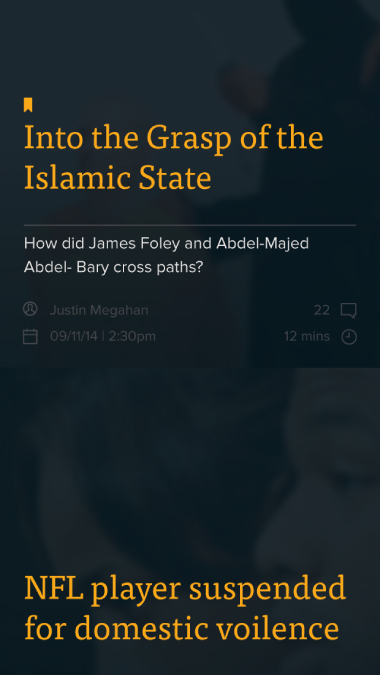 Into the Grasp of the
Islamic State
How did James Foley and Abdel-Majed
Abdel- Bary cross paths?
Justin Megahan
22
09/11/14 | 2:30pm
12 mins
NFL player suspended
for domestic voilence